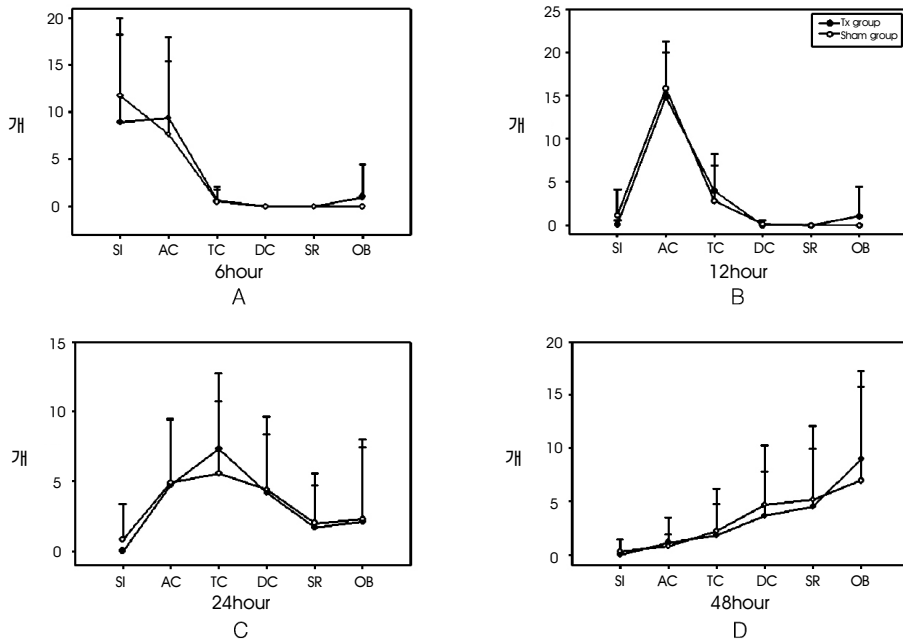 20
15
10
5
0
개
SI AC TC DC SR OB
6hour
A
25
20
15
10
5
0
개
Tx group
Sham group
SI AC TC DC SR OB
12hour
B
15
10
5
0
개
SI AC TC DC SR OB
24hour
C
20
15
10
5
0
개
SI AC TC DC SR OB
48hour
D